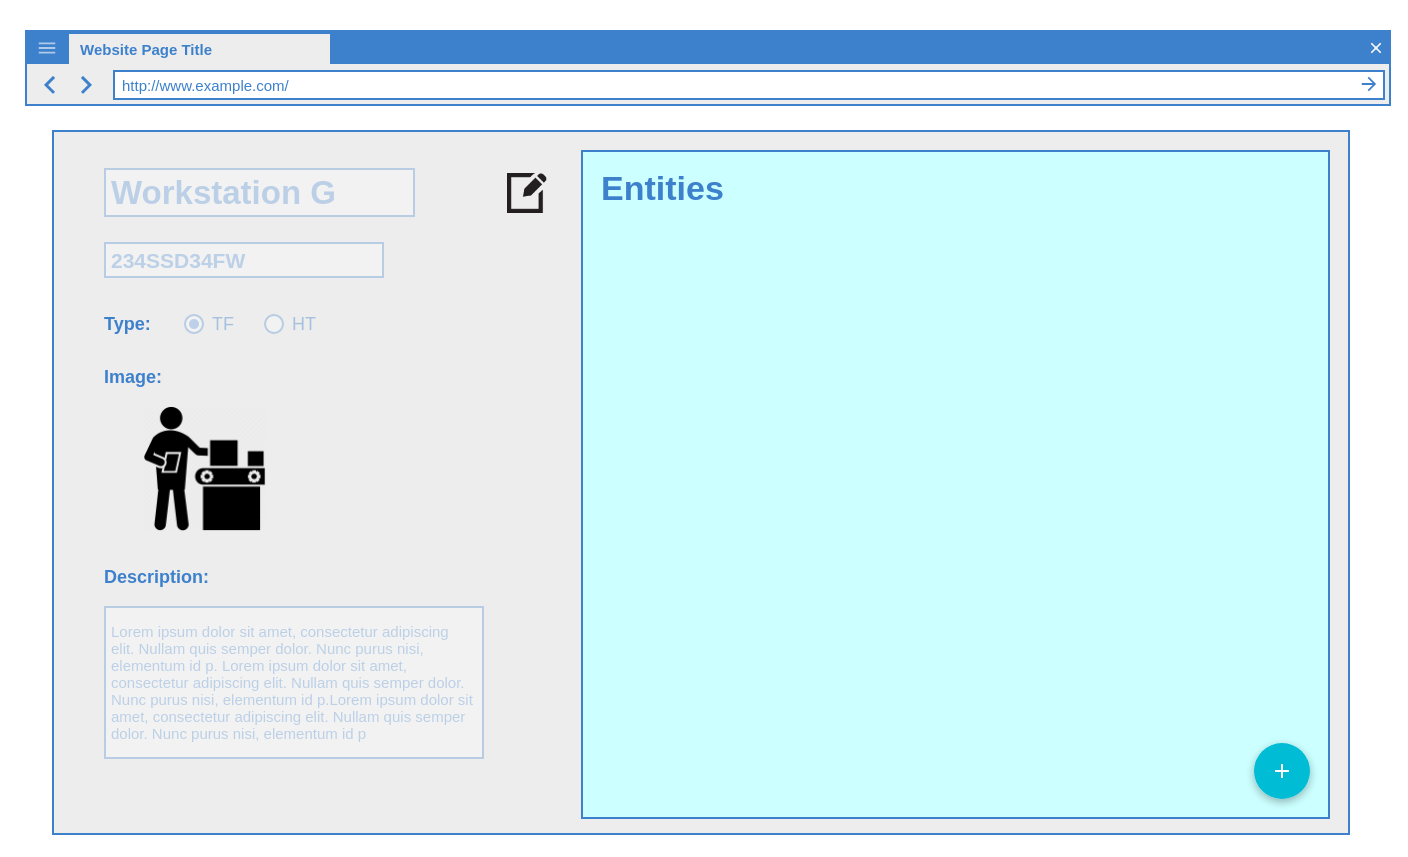 Website Page Title
http://www.example.com/
Workstation G
234SSD34FW
Type:
TF
HT
Image:
Description:
Lorem ipsum dolor sit amet, consectetur adipiscing
elit. Nullam quis semper dolor. Nunc purus nisi,
elementum id p. Lorem ipsum dolor sit amet,
consectetur adipiscing elit. Nullam quis semper dolor.
Nunc purus nisi, elementum id p.Lorem ipsum dolor sit
amet, consectetur adipiscing elit. Nullam quis semper
dolor. Nunc purus nisi, elementum id p
Entities